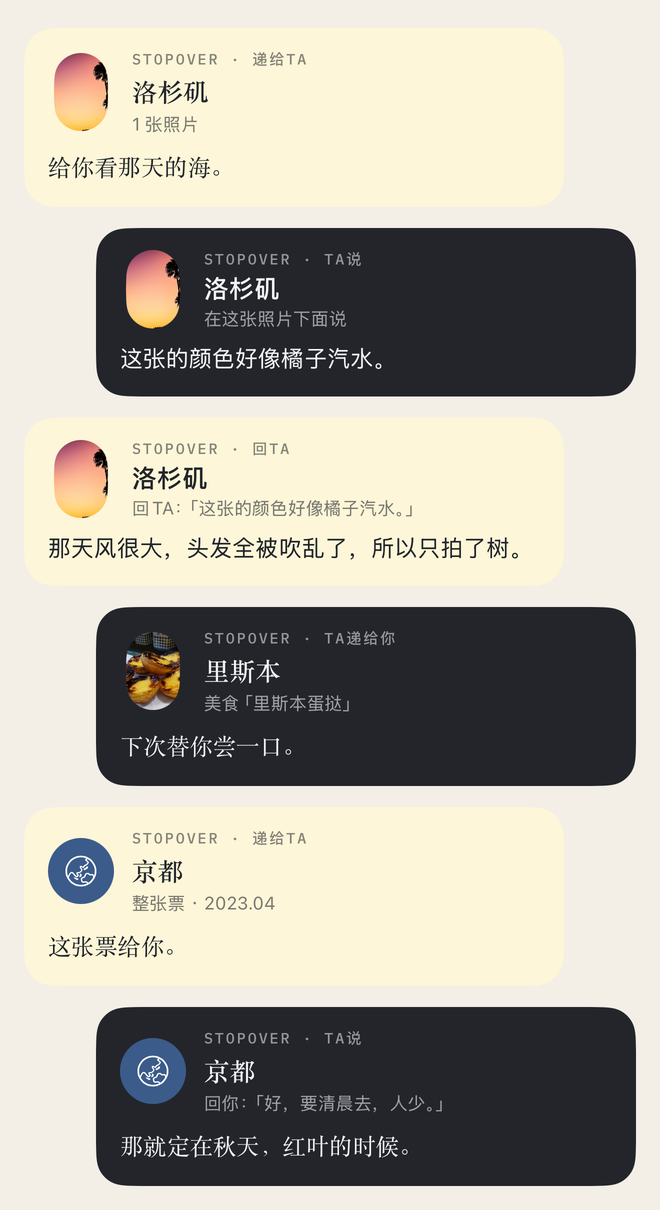 STOPOVER · 递给TA
洛杉矶
1张照片
给你看那天的海。
STOPOVER · TA说
洛杉矶
在这张照片下面说
这张的颜色好像橘子汽水。
STOPOVER · 回TA
洛杉矶
回TA：「这张的颜色好像橘子汽水。」
那天风很大，头发全被吹乱了，所以只拍了树。
STOPOVER · TA递给你
里斯本
美食「里斯本蛋挞」
下次替你尝一口。
STOPOVER · 递给TA
京都
整张票 · 2023.04
这张票给你。
STOPOVER · TA说
京都
回你：「好，要清晨去，人少。」
那就定在秋天，红叶的时候。